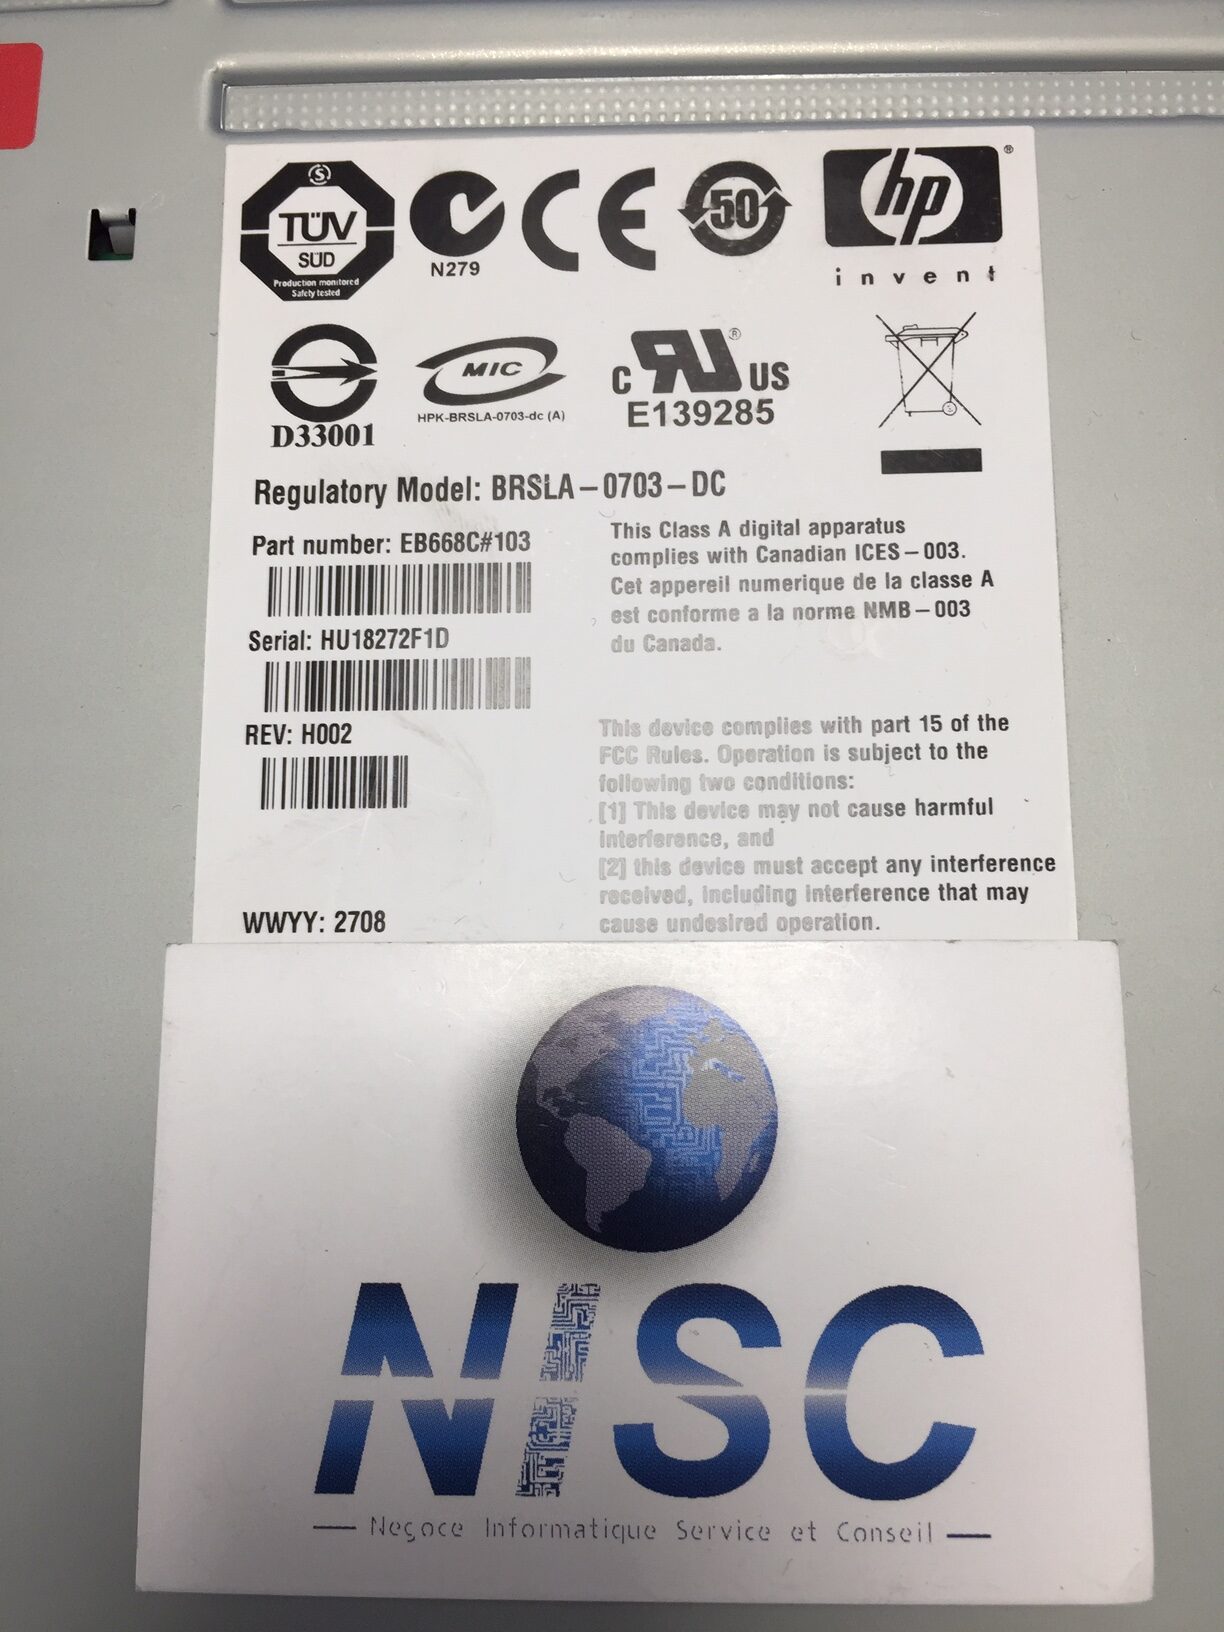 TÜV
SÜD
Production monitored
Safety tested
N279
CE
50
hp
®
invent
D33001
MIC
HPK-BRSLA-0703-dc (A)
C RU US
®
E139285
Regulatory Model: BRSLA-0703-DC
Part number: EB668C#103
Serial: HU18272F1D
REV: H002
WWYY: 2708
This Class A digital apparatus
complies with Canadian ICES-003.
Cet appereil numerique de la classe A
est conforme a la norme NMB-003
du Canada.
This device complies with part 15 of the
FCC Rules. Operation is subject to the
following two conditions:
[1] This device may not cause harmful
interference, and
[2] this device must accept any interference
received, including interference that may
cause undesired operation.
NISC
Negoce Informatique Service et Conseil